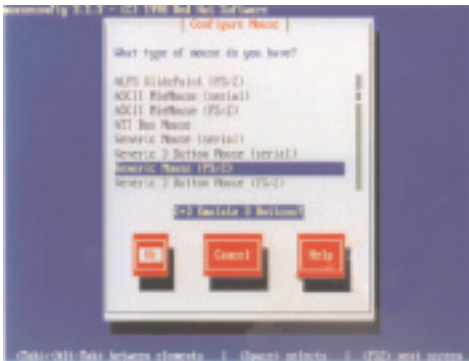 mouseconfig 3.1.3 - (C) 1998 Red Hat Software
Configure Mouse
What type of mouse do you have?
ALPS GlidePoint (PS/2)
ASCII MieMouse (serial)
ASCII MieMouse (PS/2)
ATI Bus Mouse
Generic Mouse (serial)
Generic 3 Button Mouse (serial)
Generic Mouse (PS/2)
Generic 3 Button Mouse (PS/2)
[*] Emulate 3 Buttons?
Ok
Cancel
Help
<Tab>/<Alt-Tab> between elements | <Space> selects | <F12> next screen